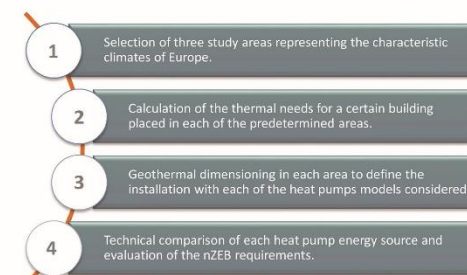 1
Selection of three study areas representing the characteristic
climates of Europe.
2
Calculation of the thermal needs for a certain building
placed in each of the predetermined areas.
3
Geothermal dimensioning in each area to define the
installation with each of the heat pumps models considered
4
Technical comparison of each heat pump energy source and
evaluation of the nZEB requirements.